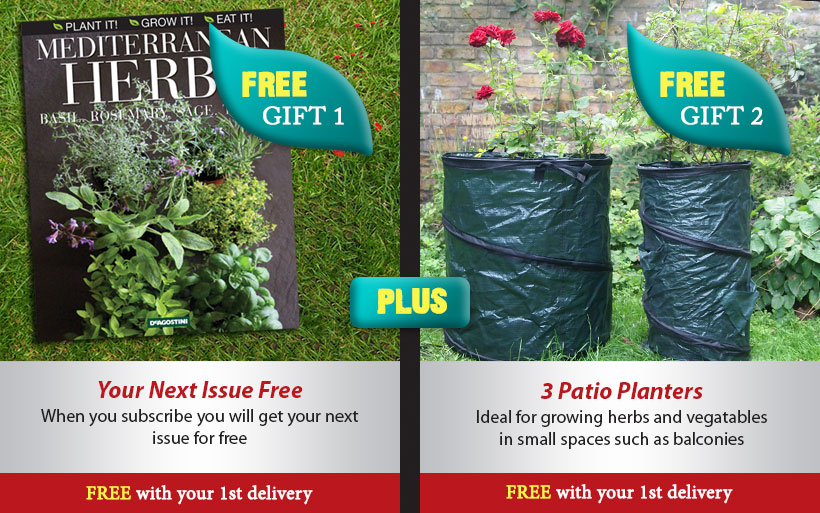 PLANT IT! GROW IT! EAT IT!
MEDITERRANEAN
HERB
BASIL, ROSEMARY, SAGE,
DeAGOSTINI
FREE
GIFT 1
Your Next Issue Free
When you subscribe you will get your next
issue for free
FREE with your 1st delivery
PLUS
FREE
GIFT 2
3 Patio Planters
Ideal for growing herbs and vegatables
in small spaces such as balconies
FREE with your 1st delivery